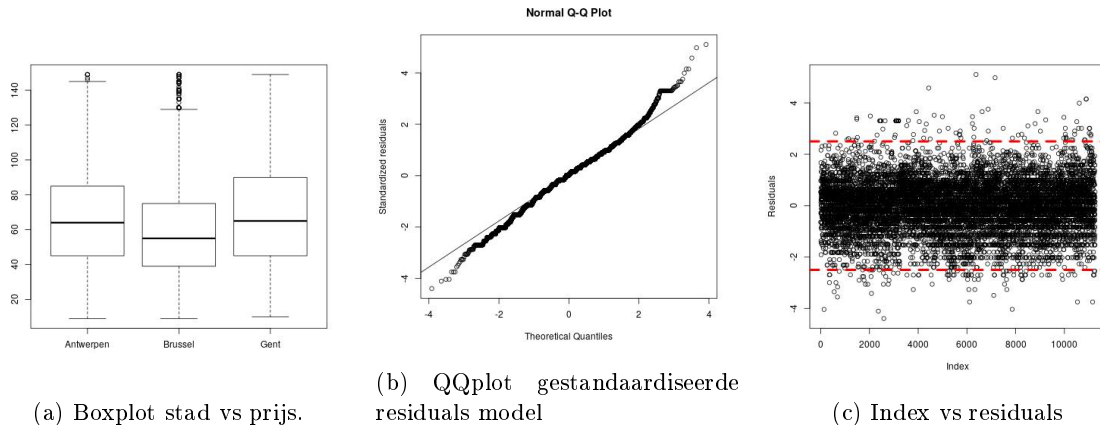 Normal Q-Q Plot
140
120
100
80
60
40
20
Antwerpen Brussel Gent
Standardized residuals
4
2
0
-2
-4
-4 -2 0 2 4
Theoretical Quantiles
Residuals
4
2
0
-2
-4
0 2000 4000 6000 8000 10000
Index
(a) Boxplot stad vs prijs.
(b) QQplot gestandaardiseerde
residuals model
(c) Index vs residuals